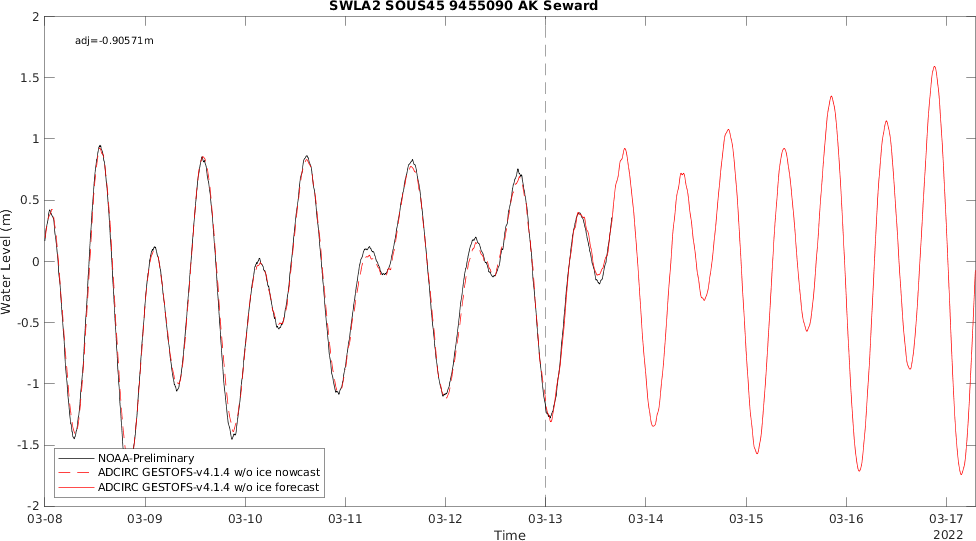 SWLA2 SOUS45 9455090 AK Seward
adj=-0.90571m
Water Level (m)
2
1.5
1
0.5
0
-0.5
-1
-1.5
-2
NOAA-Preliminary
ADCIRC GESTOFS-v4.1.4 w/o ice nowcast
ADCIRC GESTOFS-v4.1.4 w/o ice forecast
03-08 03-09 03-10 03-11 03-12 03-13 03-14 03-15 03-16 03-17
Time
2022